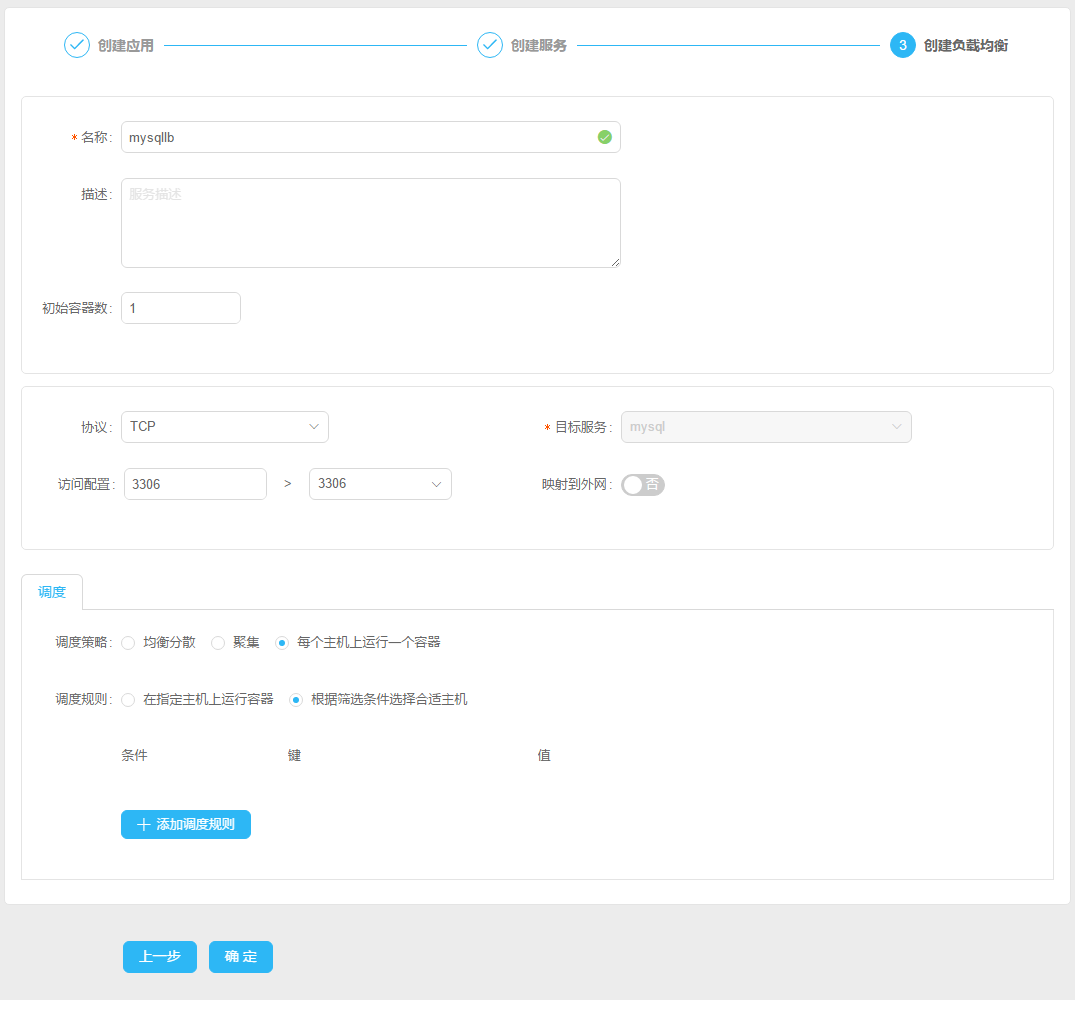 创建应用 创建服务 3 创建负载均衡
* 名称: mysqllb
描述: 服务描述
初始容器数: 1
协议: TCP * 目标服务: mysql
访问配置: 3306 > 3306 映射到外网: 否
调度
调度策略: 均衡分散 聚集 每个主机上运行一个容器
调度规则: 在指定主机上运行容器 根据筛选条件选择合适主机
条件 键 值
+ 添加调度规则
上一步 确 定